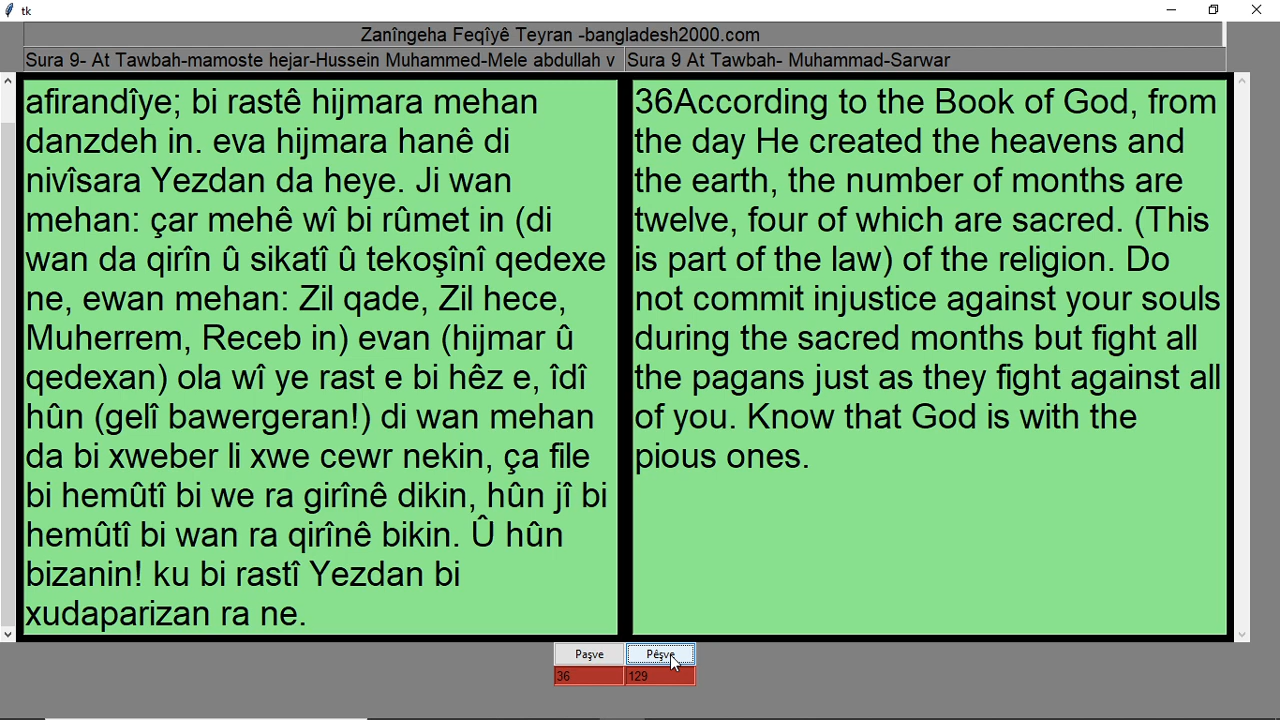 tk
Zanîngeha Feqîyê Teyran -bangladesh2000.com
Sura 9- At Tawbah-mamoste hejar-Hussein Muhammed-Mele abdullah v
Sura 9 At Tawbah- Muhammad-Sarwar
afirandîye; bi rastê hijmara mehan
danzdeh in. eva hijmara hanê di
nivîsara Yezdan da heye. Ji wan
mehan: çar mehê wî bi rûmet in (di
wan da qirîn û sikatî û tekoşînî qedexe
ne, ewan mehan: Zil qade, Zil hece,
Muherrem, Receb in) evan (hijmar û
qedexan) ola wî ye rast e bi hêz e, îdî
hûn (gelî bawergeran!) di wan mehan
da bi xweber li xwe cewr nekin, ça file
bi hemûtî bi we ra girînê dikin, hûn jî bi
hemûtî bi wan ra qirînê bikin. Û hûn
bizanin! ku bi rastî Yezdan bi
xudaparizan ra ne.
36According to the Book of God, from
the day He created the heavens and
the earth, the number of months are
twelve, four of which are sacred. (This
is part of the law) of the religion. Do
not commit injustice against your souls
during the sacred months but fight all
the pagans just as they fight against all
of you. Know that God is with the
pious ones.
Paşve
Pêşve
36
129